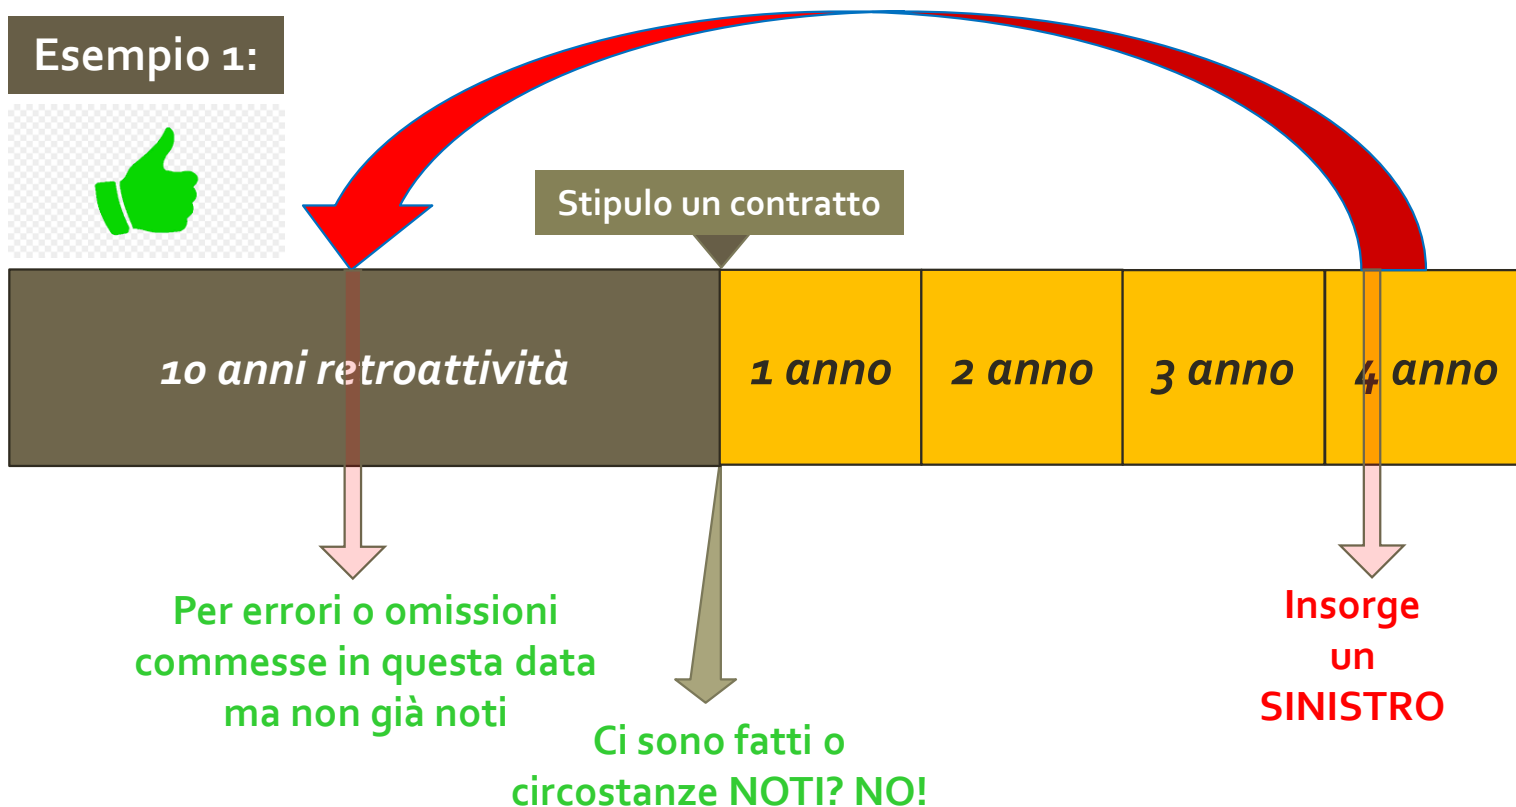 Esempio 1:
Stipulo un contratto
10 anni retroattività
1 anno
2 anno
3 anno
4 anno
Per errori o omissioni
commesse in questa data
ma non già noti
Ci sono fatti o
circostanze NOTI? NO!
Insorge
un
SINISTRO